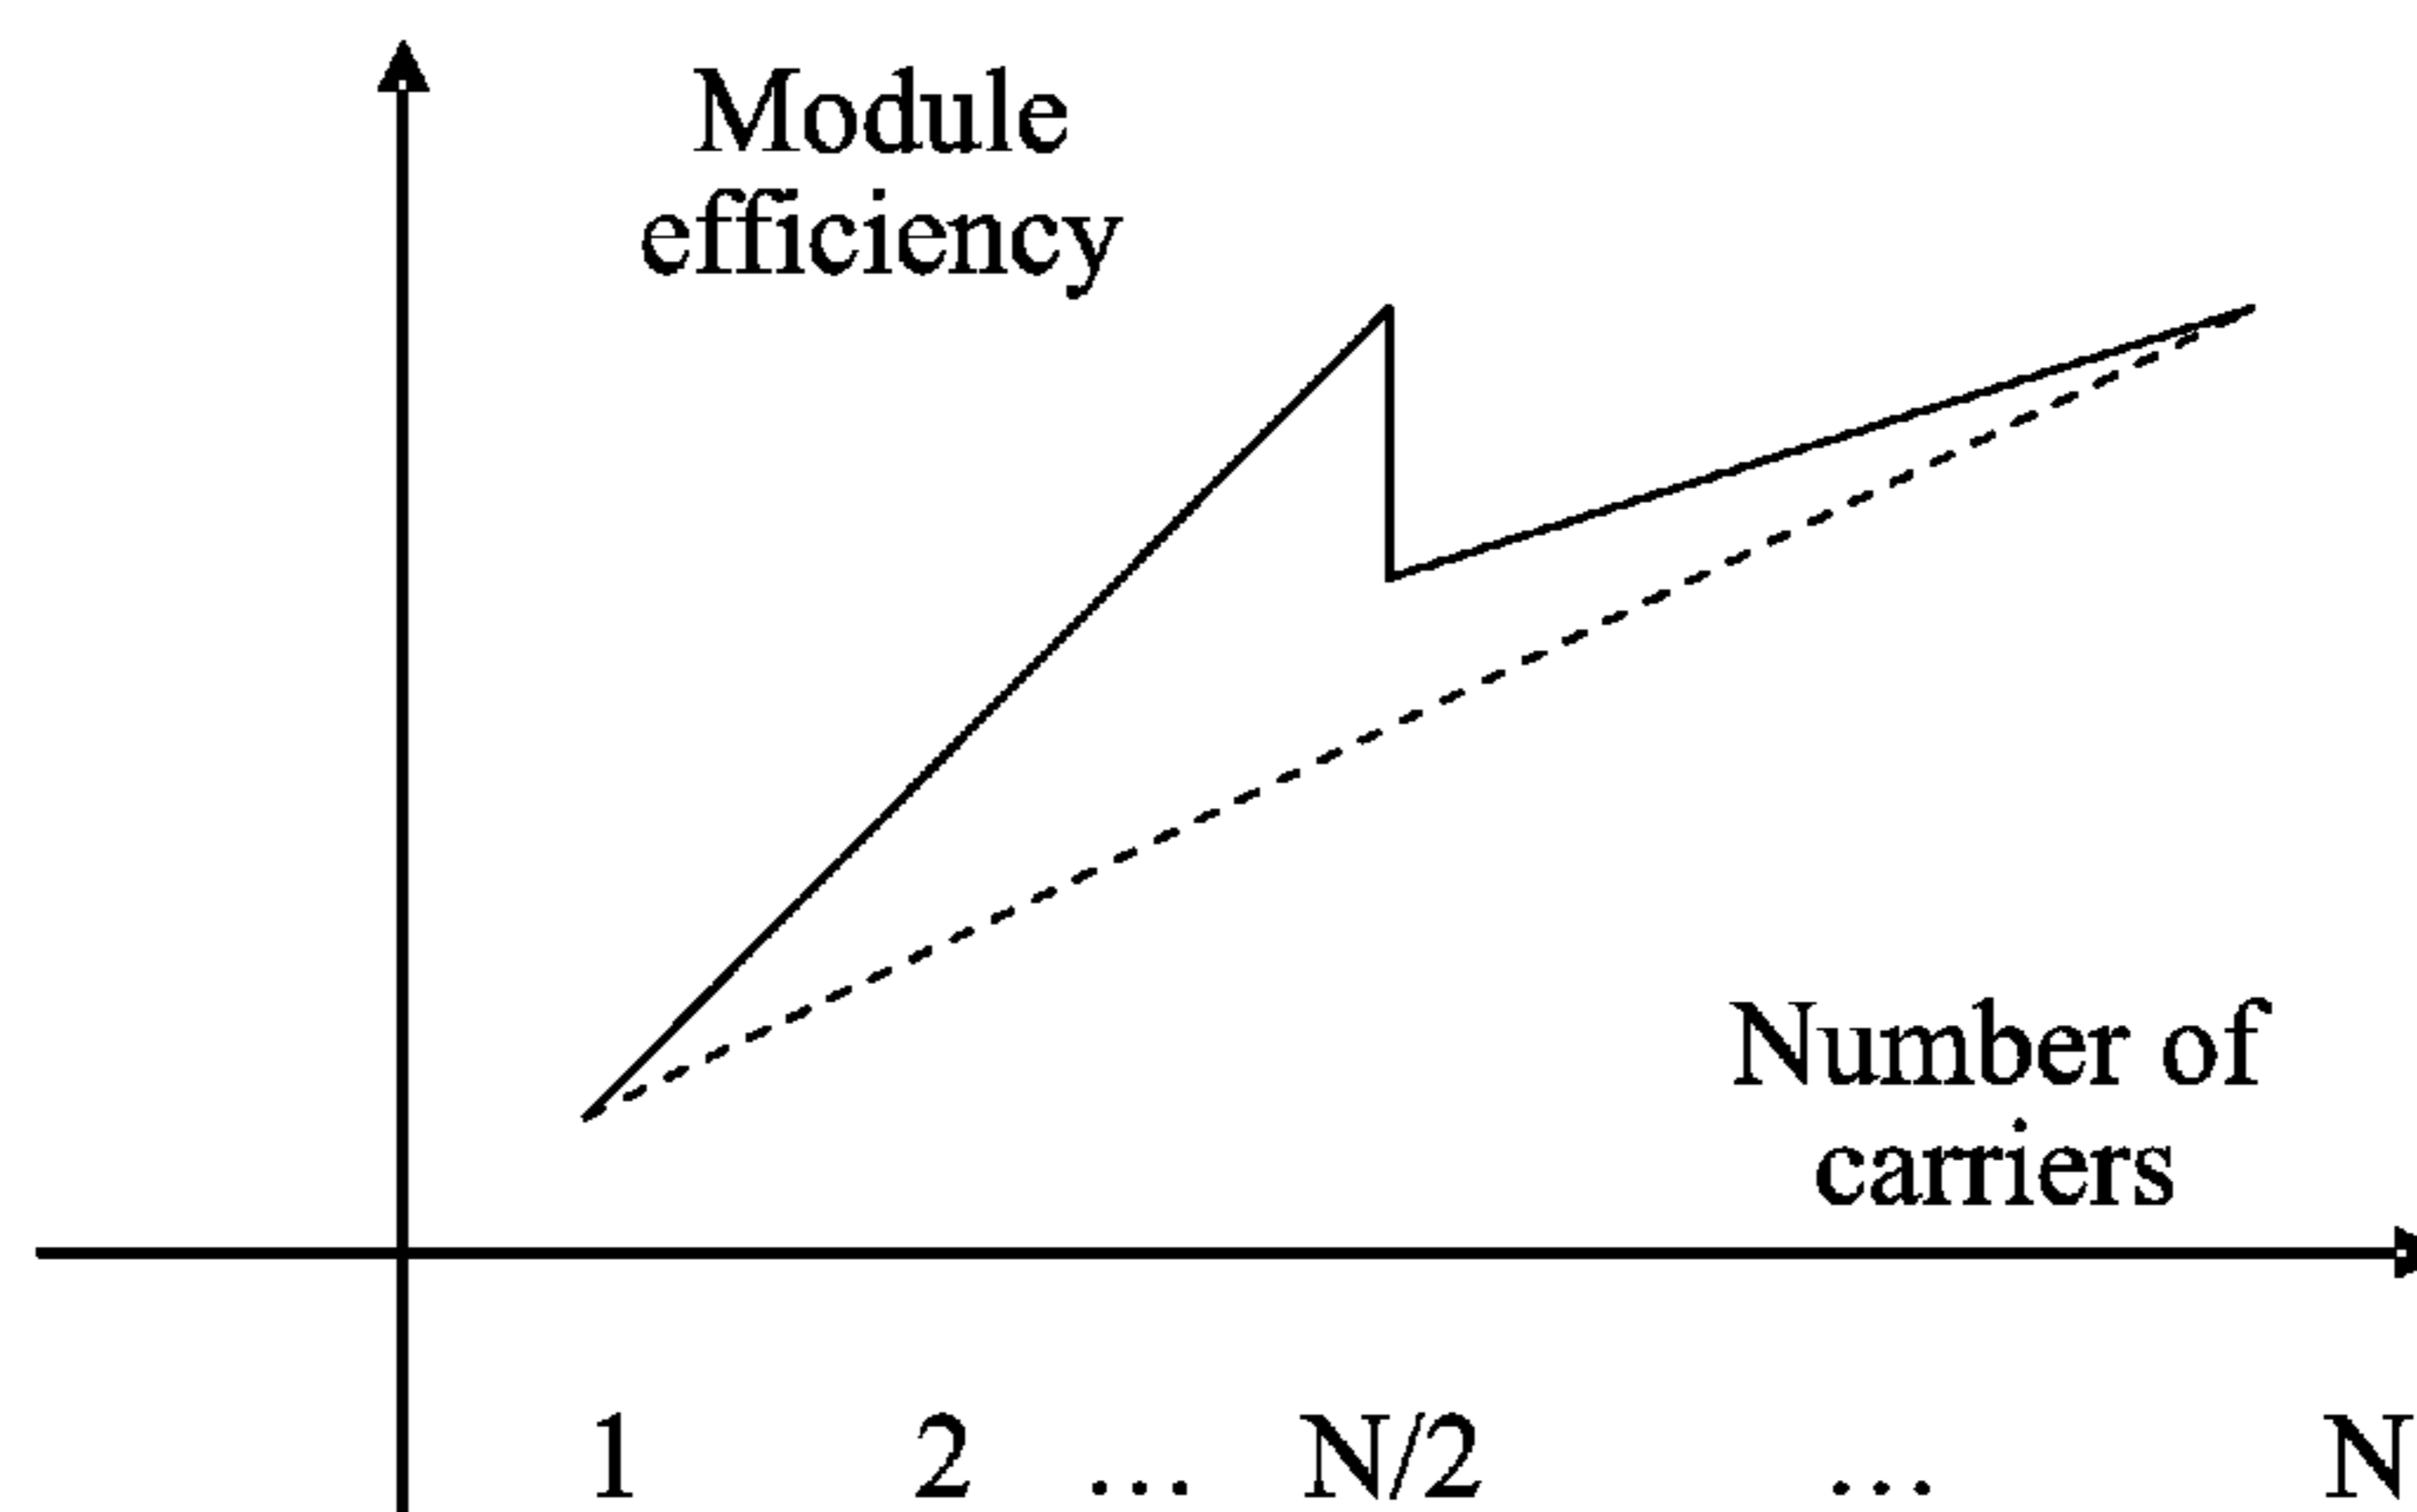 Module
efficiency
Number of
carriers
1 2 ... N/2 ... N